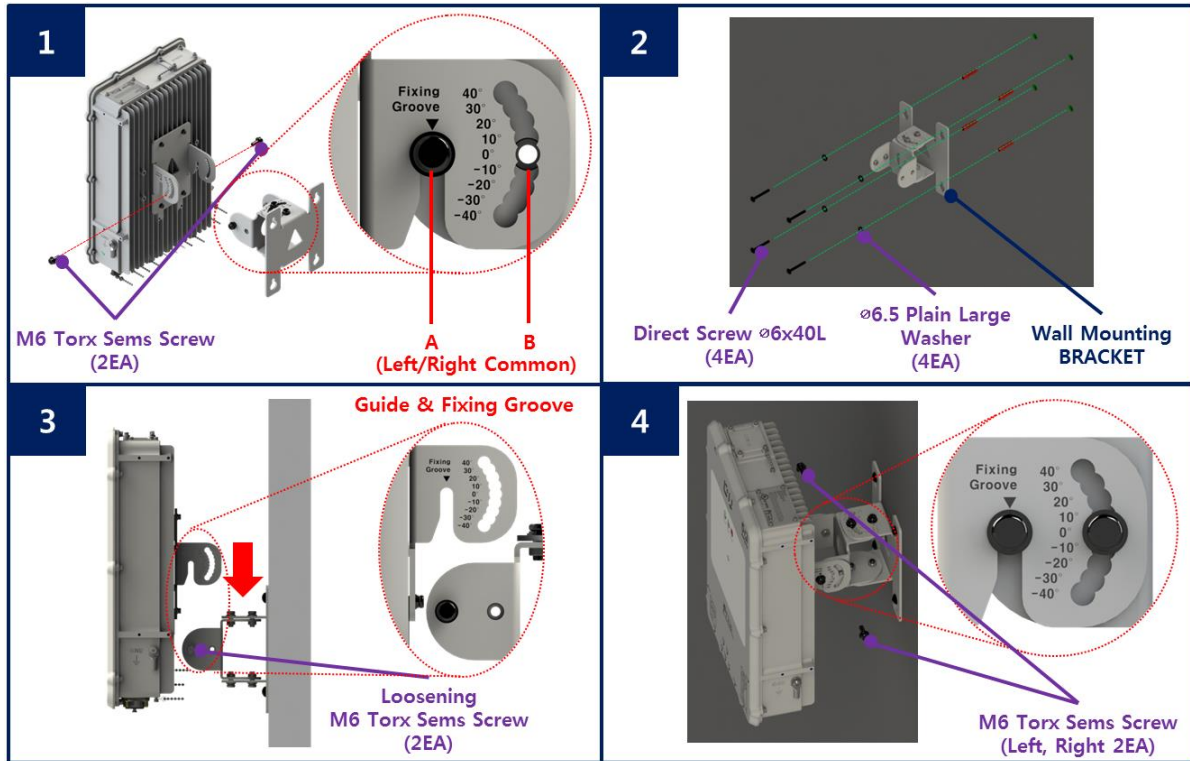 1
Fixing
Groove
40°
30°
20°
10°
0°
-10°
-20°
-30°
-40°
M6 Torx Sems Screw
(2EA)
A
B
(Left/Right Common)
2
Direct Screw ∅6x40L
(4EA)
∅6.5 Plain Large
Washer
(4EA)
Wall Mounting
BRACKET
3
Guide & Fixing Groove
Fixing
Groove
40°
30°
20°
10°
0°
-10°
-20°
-30°
-40°
Loosening
M6 Torx Sems Screw
(2EA)
4
Fixing
Groove
40°
30°
20°
10°
0°
-10°
-20°
-30°
-40°
M6 Torx Sems Screw
(Left, Right 2EA)